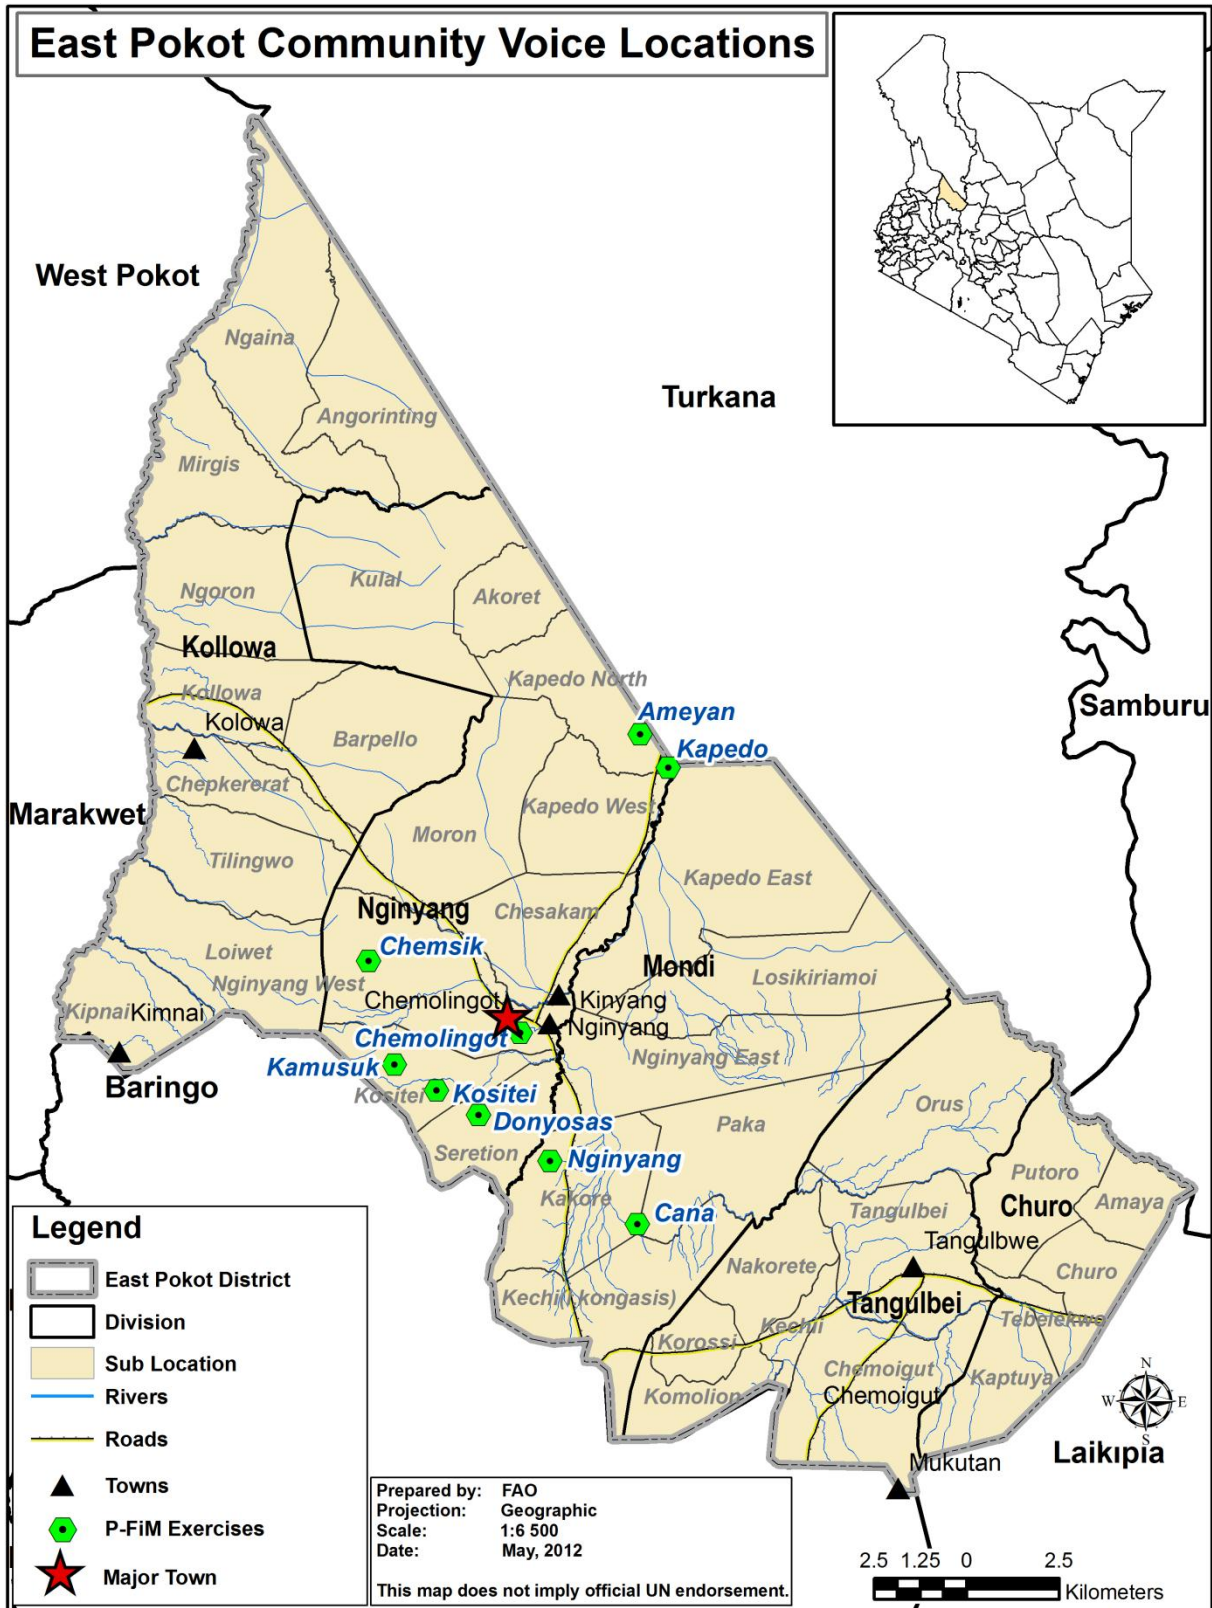 East Pokot Community Voice Locations
West Pokot
Turkana
Samburu
Marakwet
Baringo
Laikipia
Ngaina
Angorinting
Mirgis
Ngoron
Kulal
Akoret
Kollowa
Kollowa
Kolowa
Kapedo North
Ameyan
Kapedo
Barpello
Chepkererat
Kapedo West
Moron
Tilingwo
Kapedo East
Nginyang
Chesakam
Chemsik
Loiwet
Nginyang West
Mondi
Losikiriamoi
Kipnai
Kimnai
Chemolingot
Kinyang
Nginyang
Chemolingot
Nginyang East
Kamusuk
Kositei
Kositei
Donyosas
Orus
Paka
Seretion
Nginyang
Putoro
Kakore
Churo
Amaya
Cana
Tangulbei
Tangulbwe
Nakorete
Churo
Kechii(kongasis)
Tangulbei
Kechii
Tebelekwe
Korossi
Chemoigut
Kaptuya
Komolion
Chemoigut
Mukutan
N
W
E
S
Legend
East Pokot District
Division
Sub Location
Rivers
Roads
Towns
P-FiM Exercises
Major Town
Prepared by: FAO
Projection: Geographic
Scale: 1:6 500
Date: May, 2012
This map does not imply official UN endorsement.
2.5 1.25 0 2.5
Kilometers